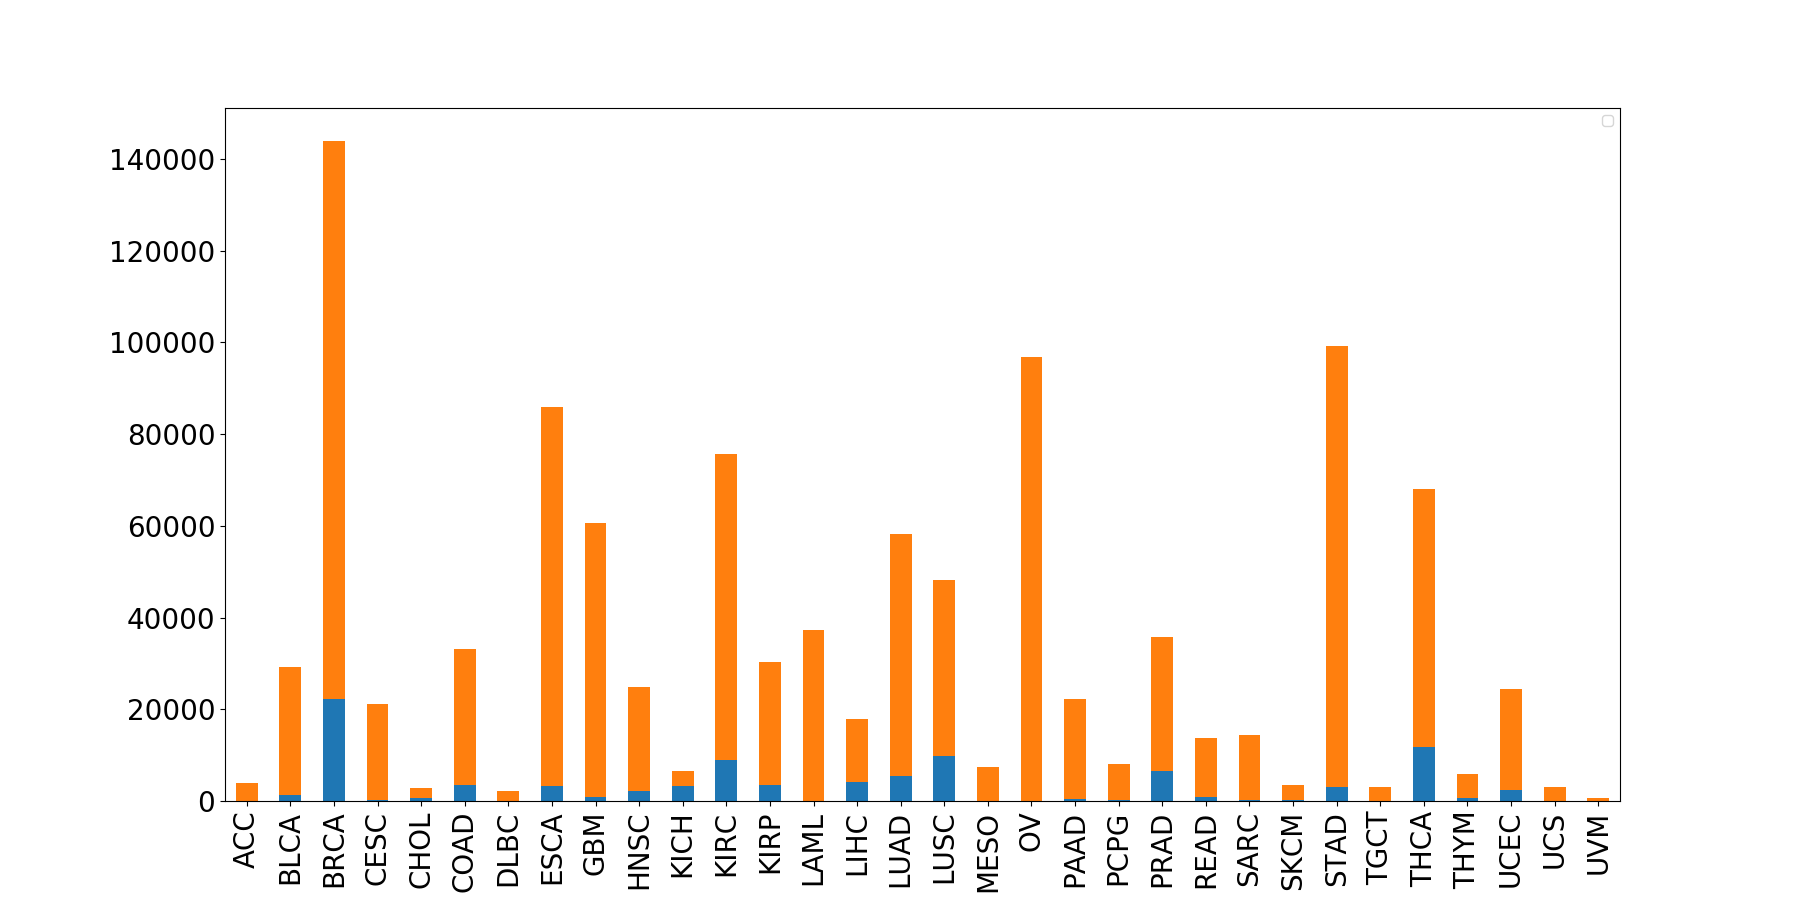 140000
120000
100000
80000
60000
40000
20000
0
ACC
BLCA
BRCA
CESC
CHOL
COAD
DLBC
ESCA
GBM
HNSC
KICH
KIRC
KIRP
LAML
LIHC
LUAD
LUSC
MESO
OV
PAAD
PCPG
PRAD
READ
SARC
SKCM
STAD
TGCT
THCA
THYM
UCEC
UCS
UVM